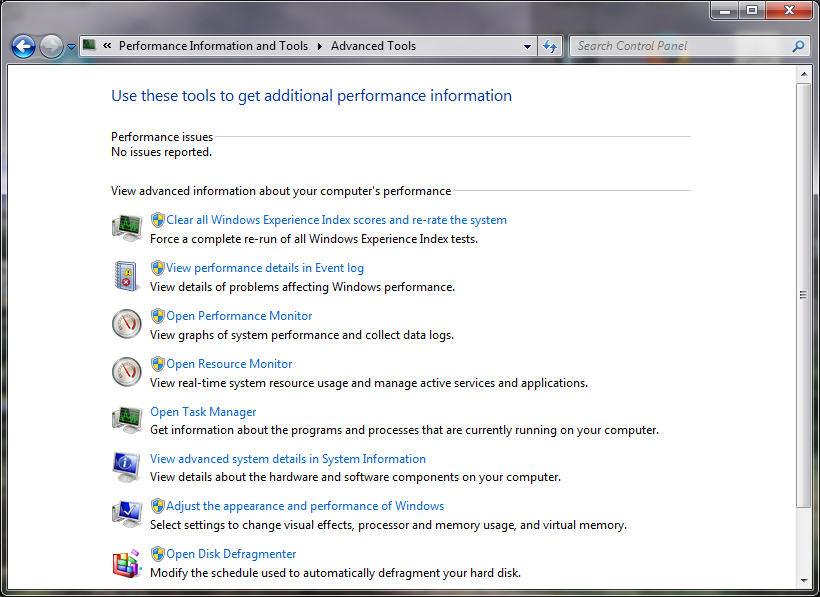 « Performance Information and Tools Advanced Tools
Search Control Panel
Use these tools to get additional performance information
Performance issues
No issues reported.
View advanced information about your computer's performance
Clear all Windows Experience Index scores and re-rate the system
Force a complete re-run of all Windows Experience Index tests.
View performance details in Event log
View details of problems affecting Windows performance.
Open Performance Monitor
View graphs of system performance and collect data logs.
Open Resource Monitor
View real-time system resource usage and manage active services and applications.
Open Task Manager
Get information about the programs and processes that are currently running on your computer.
View advanced system details in System Information
View details about the hardware and software components on your computer.
Adjust the appearance and performance of Windows
Select settings to change visual effects, processor and memory usage, and virtual memory.
Open Disk Defragmenter
Modify the schedule used to automatically defragment your hard disk.